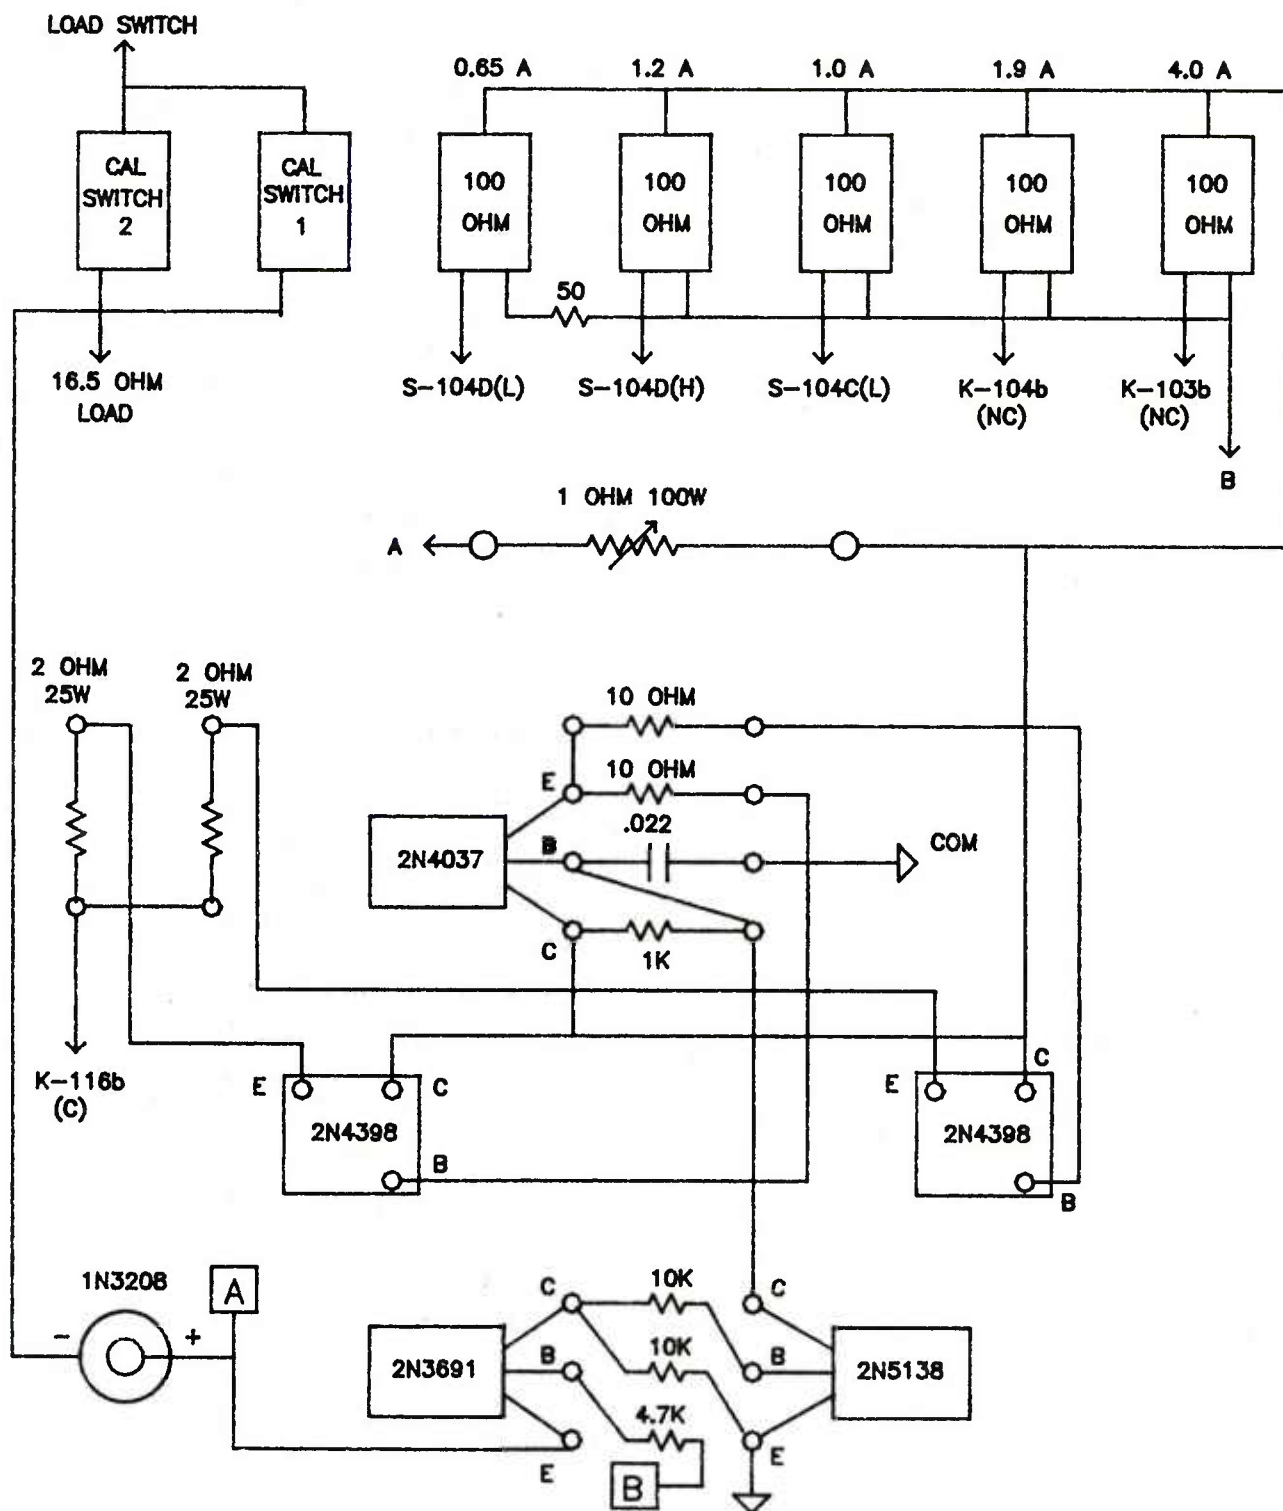 LOAD SWITCH
CAL
SWITCH
2
CAL
SWITCH
1
16.5 OHM
LOAD
0.65 A
1.2 A
1.0 A
1.9 A
4.0 A
100
OHM
100
OHM
100
OHM
100
OHM
100
OHM
50
S-104D(L)
S-104D(H)
S-104C(L)
K-104b
(NC)
K-103b
(NC)
B
1 OHM 100W
A
2 OHM
25W
2 OHM
25W
10 OHM
E
10 OHM
.022
COM
2N4037
B
C
1K
K-116b
(C)
E
C
2N4398
B
E
C
2N4398
B
1N3208
A
-
+
C
10K
C
2N3691
B
10K
B
2N5138
4.7K
E
B
E